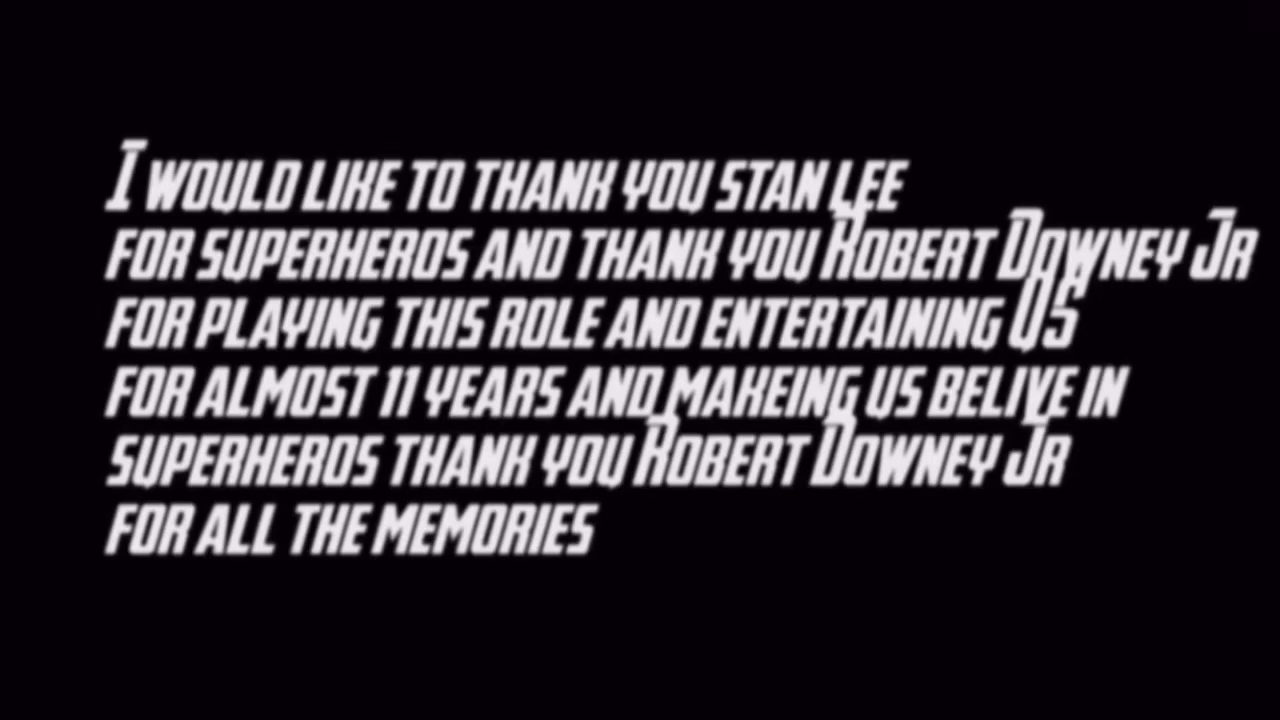 I would like to thank you stan lee
for superheros and thank you Robert Downey Jr
for playing this role and entertaining US
for almost 11 years and makeing us belive in
superheros thank you Robert Downey Jr
for all the memories